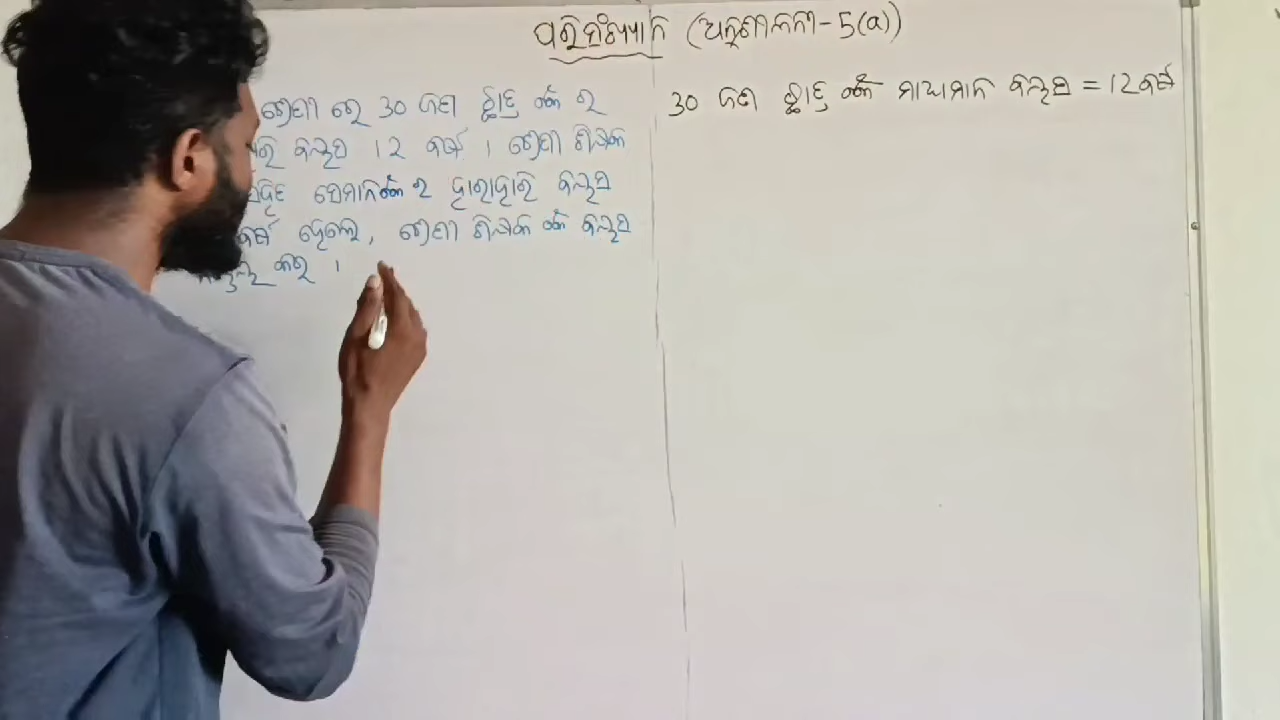 ପରିସଂଖ୍ୟାନ (ଅନୁଶୀଳନୀ-5(a))
ଶ୍ରେଣୀ ରେ 30 ଜଣ ଛାତ୍ର ଙ୍କ ର
ବୟସ 12 ବର୍ଷ । ଶ୍ରେଣୀ ଶିକ୍ଷକ
ସେମାନଙ୍କ ର ହାରାହାରି ବୟସ
ବର୍ଷ ହେଲେ, ଶ୍ରେଣୀ ଶିକ୍ଷକ ଙ୍କ ବୟସ
କର ।
30 ଜଣ ଛାତ୍ର ଙ୍କ ମାଧ୍ୟମାନ ବୟସ = 12 ବର୍ଷ